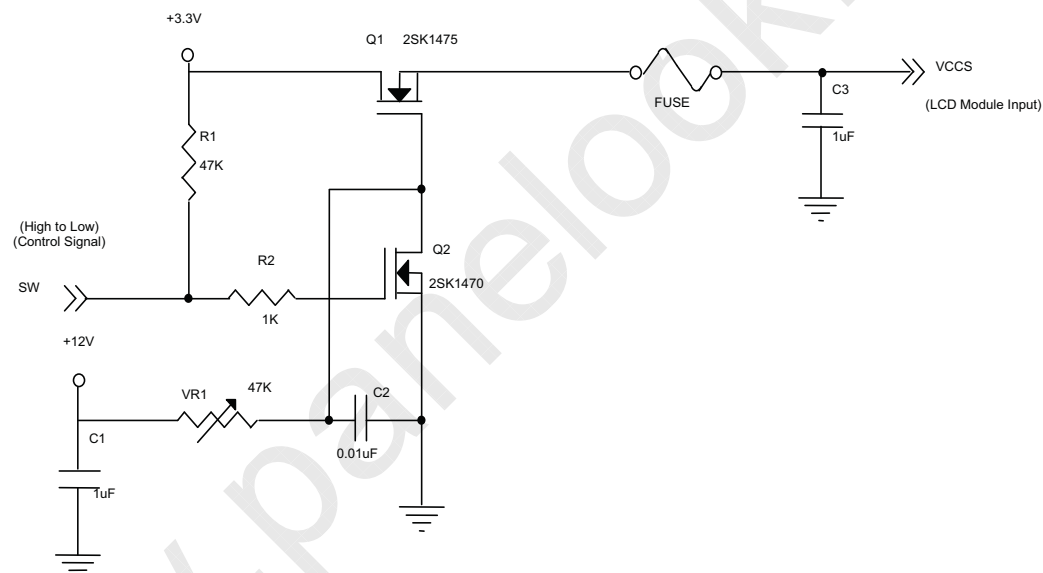 +3.3V
Q1 2SK1475
VCCS
(LCD Module Input)
FUSE
C3
1uF
R1
47K
(High to Low)
(Control Signal)
SW
R2
1K
Q2
2SK1470
+12V
VR1
47K
C2
0.01uF
C1
1uF
.panelook.